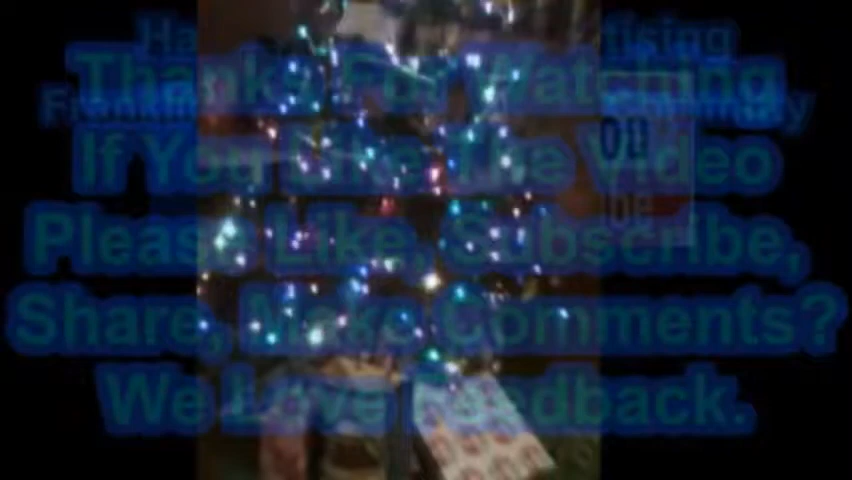 Thanks For Watching
If You Like The Video
Please Like, Subscribe,
Share, Make Comments?
We Love Feedback.